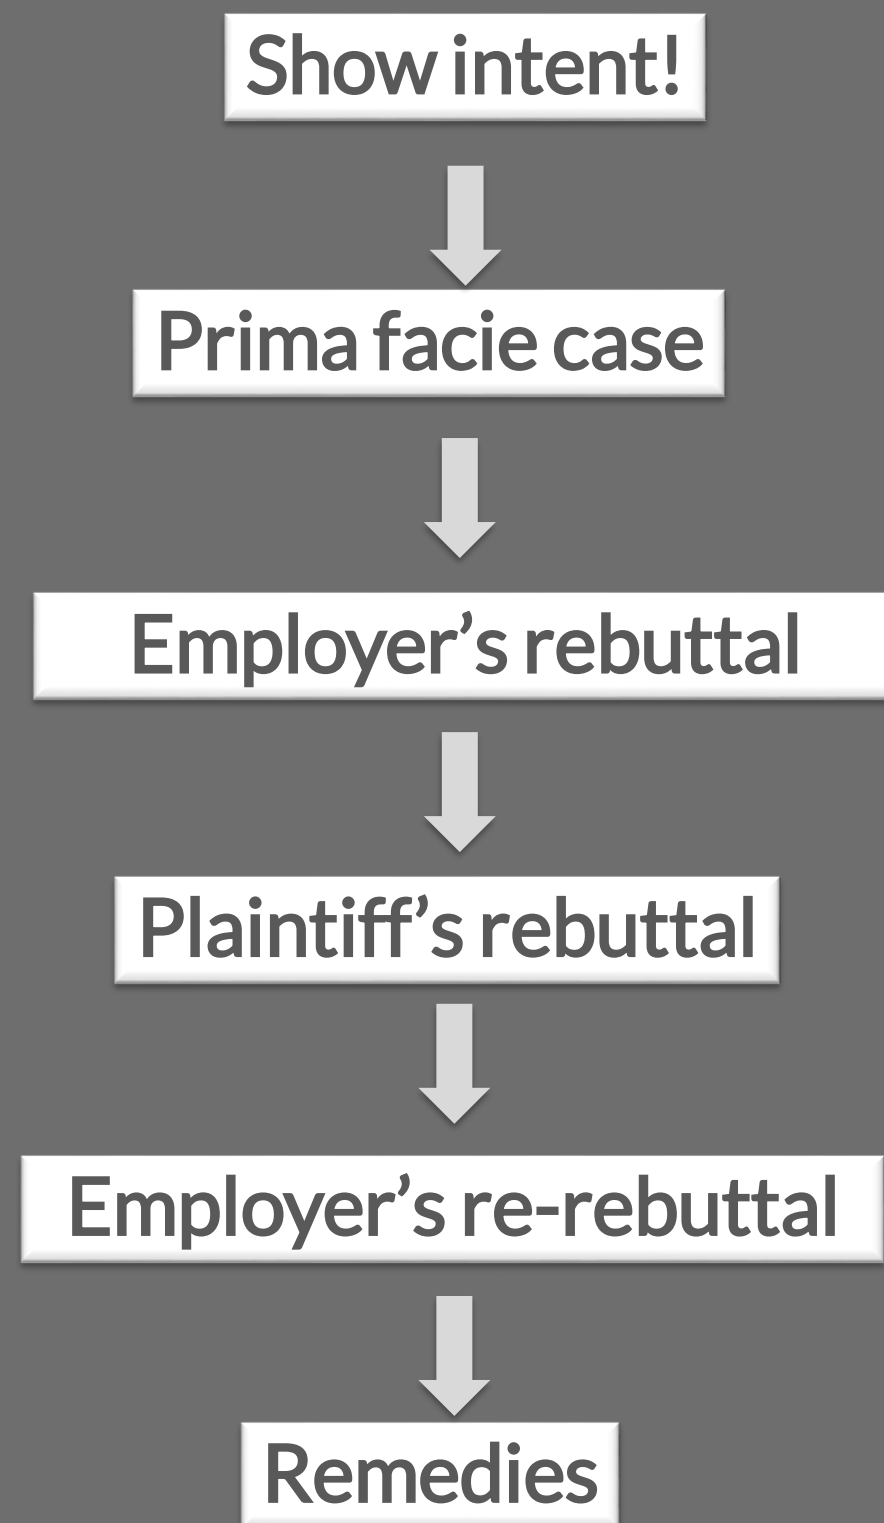 Show intent!
Prima facie case
Employer’s rebuttal
Plaintiff’s rebuttal
Employer’s re-rebuttal
Remedies